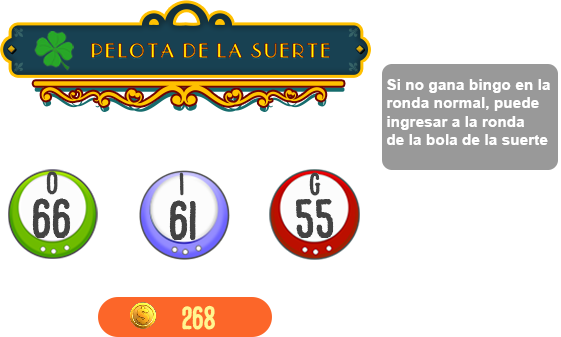 PELOTA DE LA SUERTE
Si no gana bingo en la
ronda normal, puede
ingresar a la ronda
de la bola de la suerte
O I G
66 61 55
268